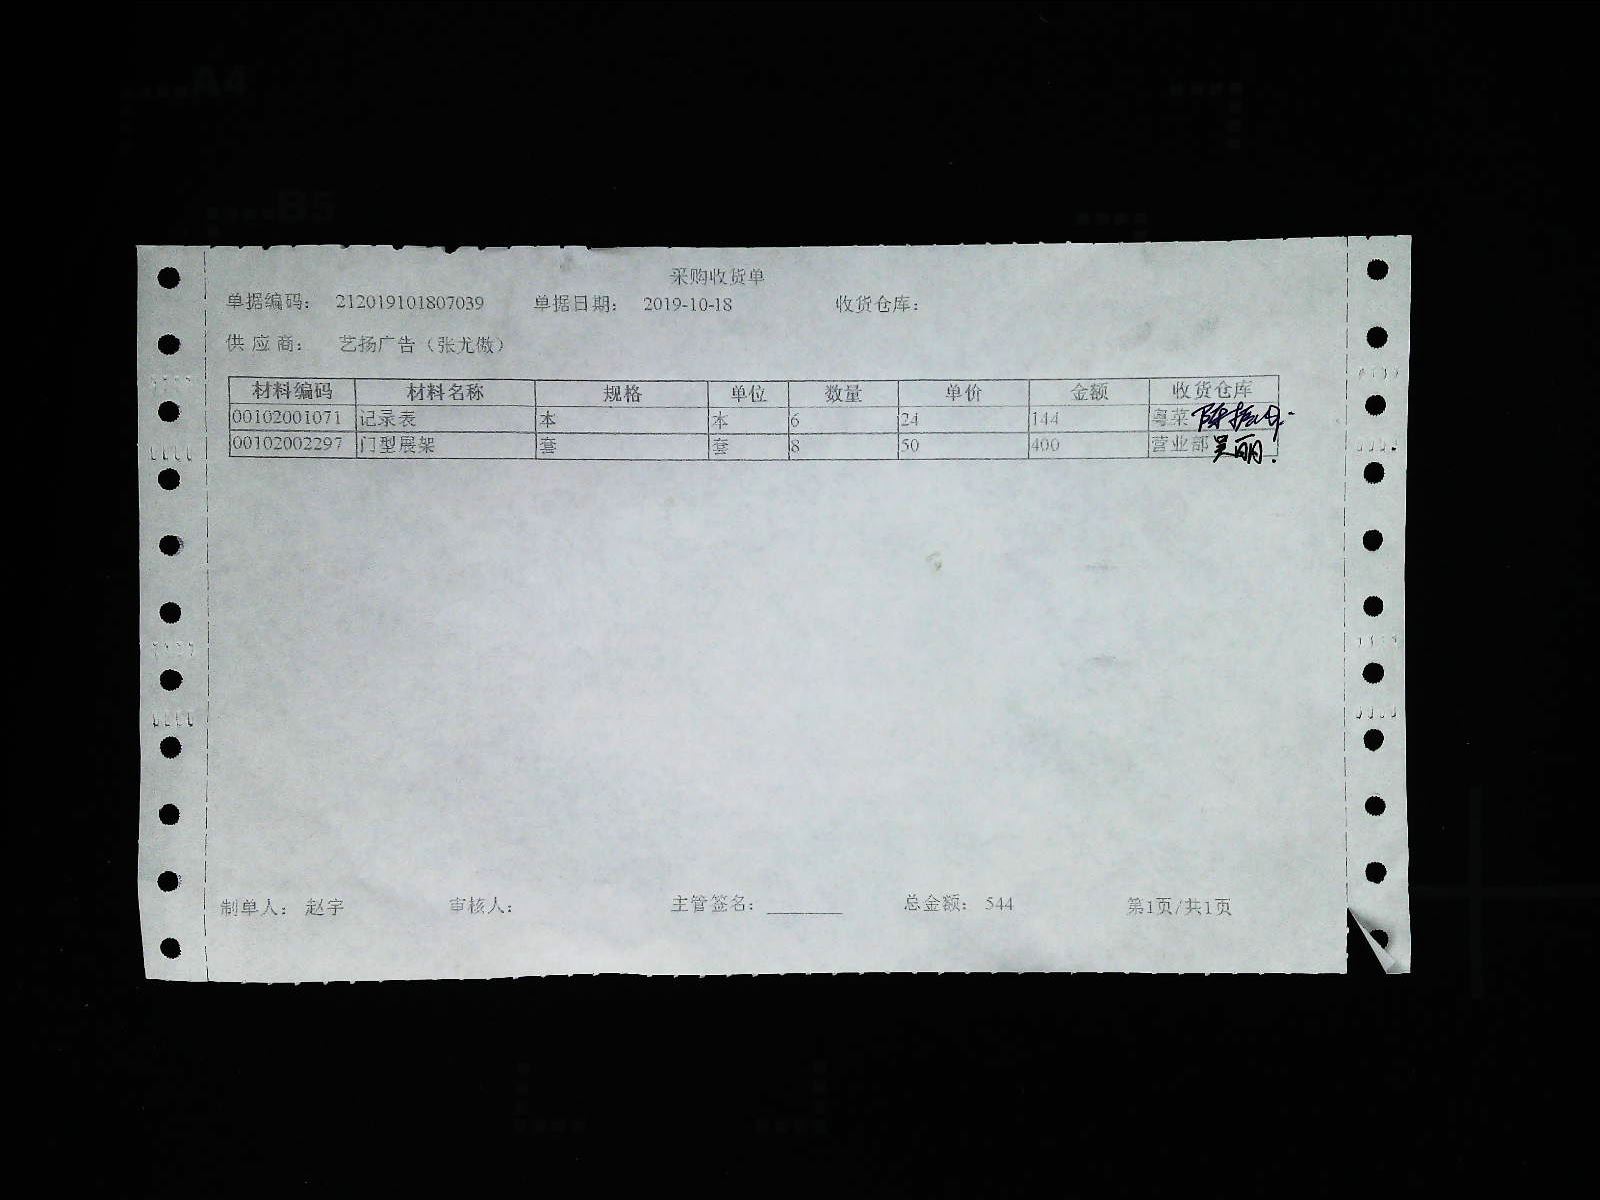 采购收货单
单据编码： 212019101807039 单据日期： 2019-10-18 收货仓库：
供应商： 艺扬广告（张尤傲）
材料编码 材料名称 规格 单位 数量 单价 金额 收货仓库
00102001071 记录表 本 本 6 24 144 粤菜
00102002297 门型展架 套 套 8 50 400 营业部 吴丽.
制单人： 赵宇 审核人： 主管签名： ________ 总金额： 544 第1页/共1页